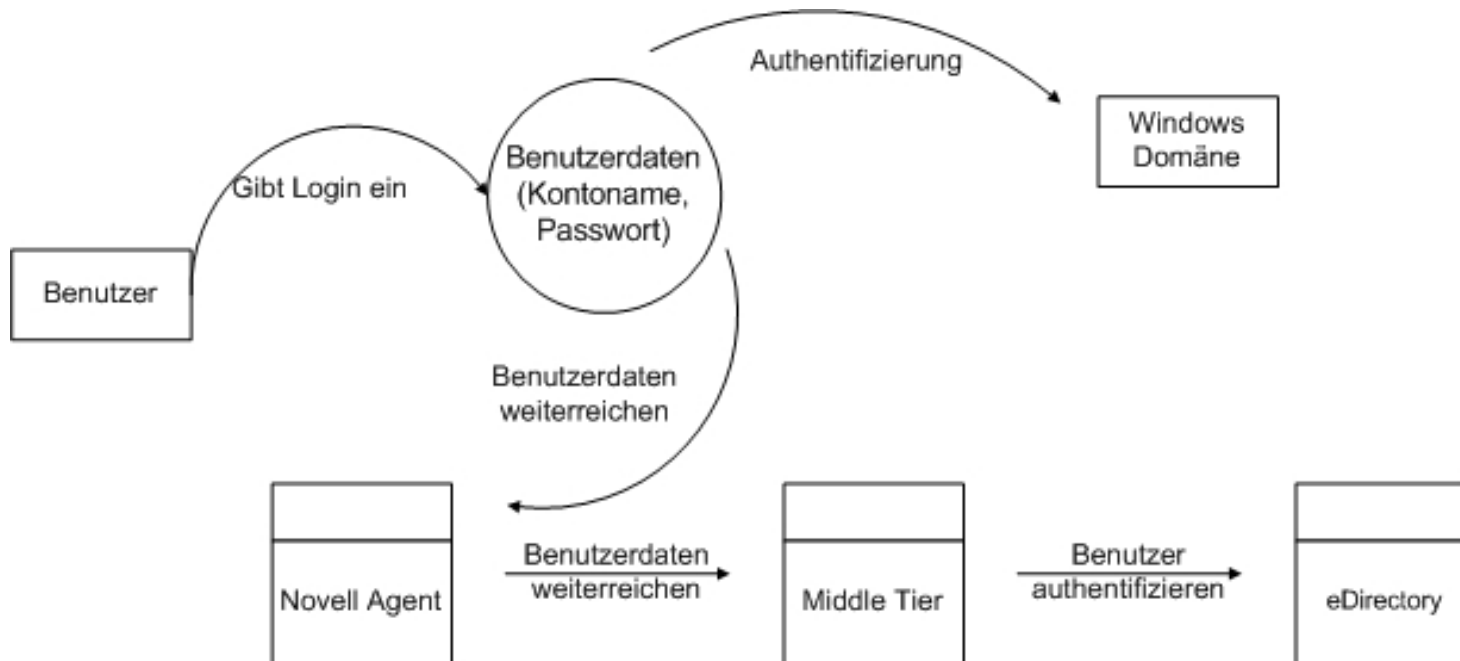 Authentifizierung
Windows
Domäne
Benutzerdaten
(Kontoname,
Passwort)
Gibt Login ein
Benutzer
Benutzerdaten
weiterreichen
Novell Agent
Benutzerdaten
weiterreichen
Middle Tier
Benutzer
authentifizieren
eDirectory